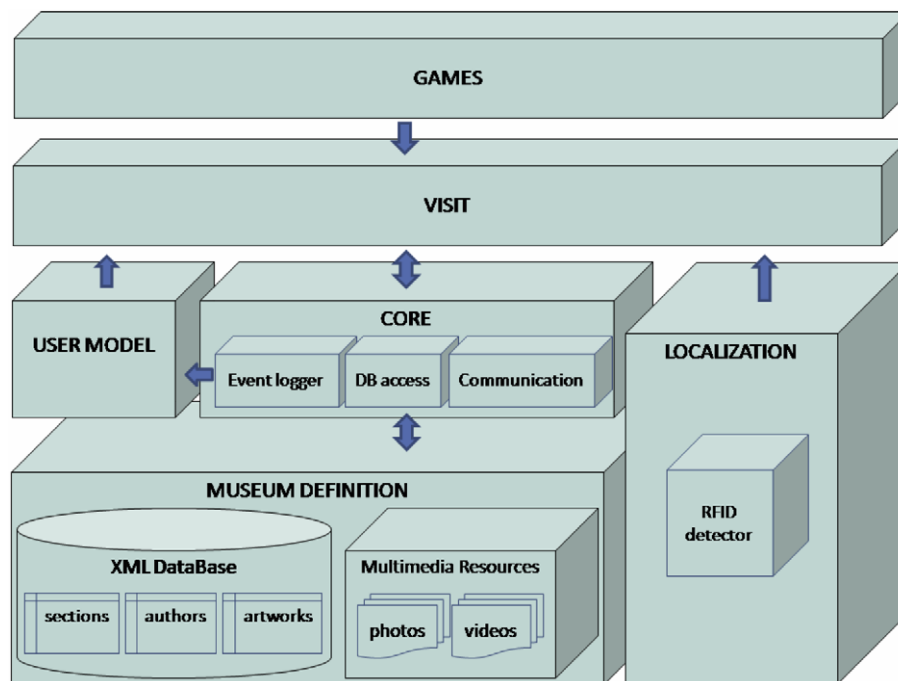 GAMES
VISIT
CORE
USER MODEL
LOCALIZATION
Event logger
DB access
Communication
MUSEUM DEFINITION
RFID
detector
XML DataBase
Multimedia Resources
sections
authors
artworks
photos
videos